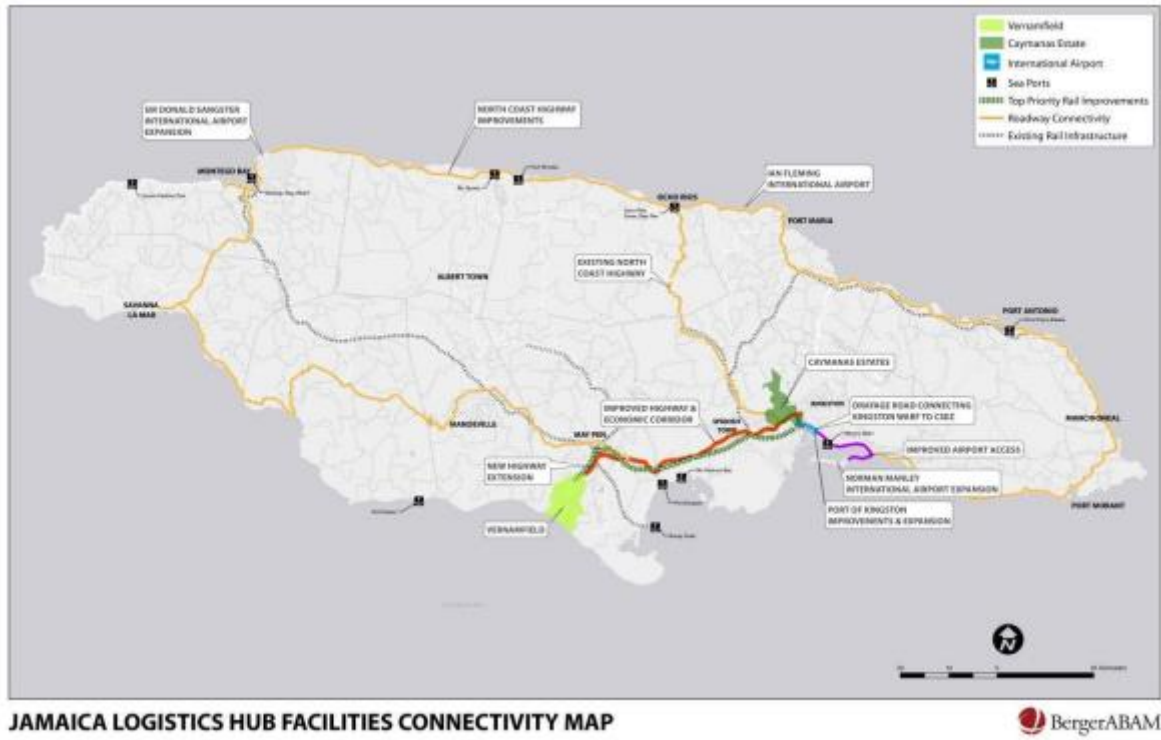 Vernamfield
Caymanas Estate
International Airport
Sea Ports
Top Priority Rail Improvements
Roadway Connectivity
Existing Rail Infrastructure
SIR DONALD SANGSTER
INTERNATIONAL AIRPORT
EXPANSION
NORTH COAST HIGHWAY
IMPROVEMENTS
MONTEGO BAY
IAN FLEMING
INTERNATIONAL AIRPORT
OCHO RIOS
PORT MARIA
EXISTING NORTH
COAST HIGHWAY
ALBERT TOWN
SAVANNA
LA MAR
PORT ANTONIO
CAYMANAS ESTATES
KINGSTON
DRAYAGE ROAD CONNECTING
KINGSTON WARF TO CSEZ
IMPROVED HIGHWAY &
ECONOMIC CORRIDOR
SPANISH
TOWN
MANCHIONEAL
MANDEVILLE
MAY PEN
IMPROVED AIRPORT ACCESS
NEW HIGHWAY
EXTENSION
NORMAN MANLEY
INTERNATIONAL AIRPORT EXPANSION
PORT MORANT
PORT OF KINGSTON
IMPROVEMENTS & EXPANSION
VERNAMFIELD
N
JAMAICA LOGISTICS HUB FACILITIES CONNECTIVITY MAP
BergerABAM